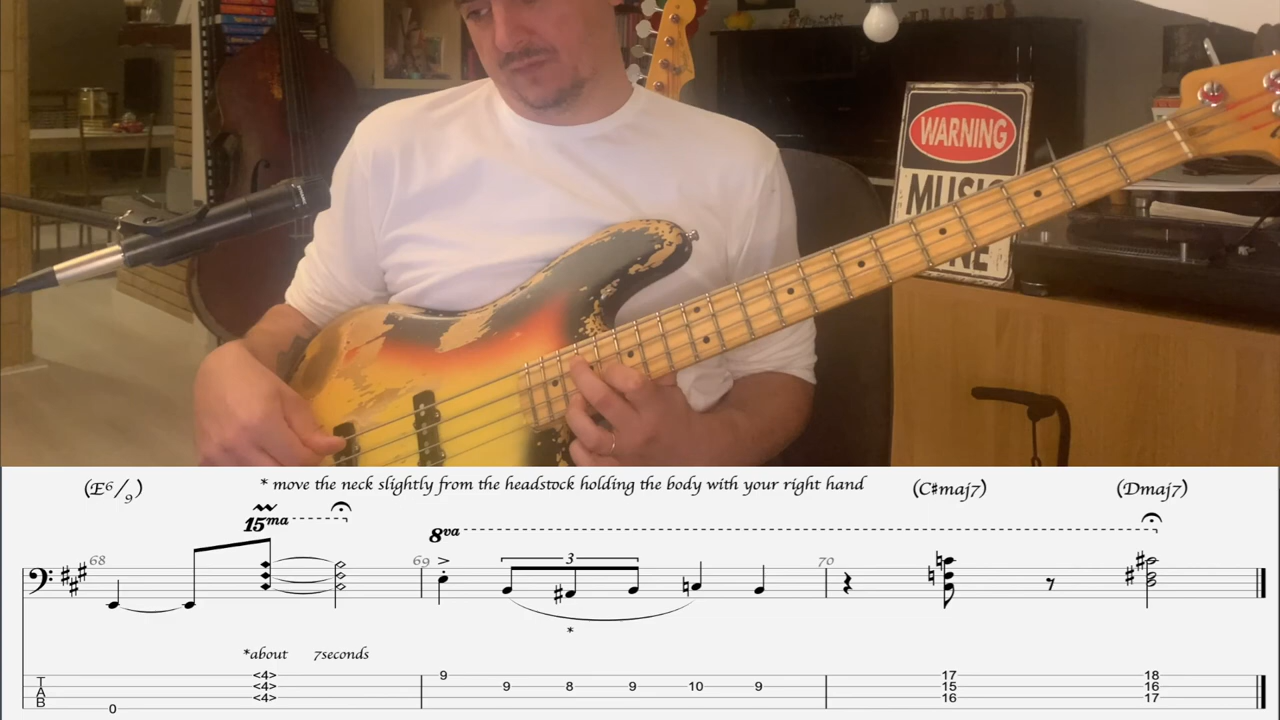 WARNING
MUSIC
(E6/9)
* move the neck slightly from the headstock holding the body with your right hand
(C#maj7)
(Dmaj7)
15ma
8va
68
69
3
70
*
*about 7seconds
T
A
B
<4>
<4>
<4>
0
9
9 8 9 10 9
17
15
16
18
16
17